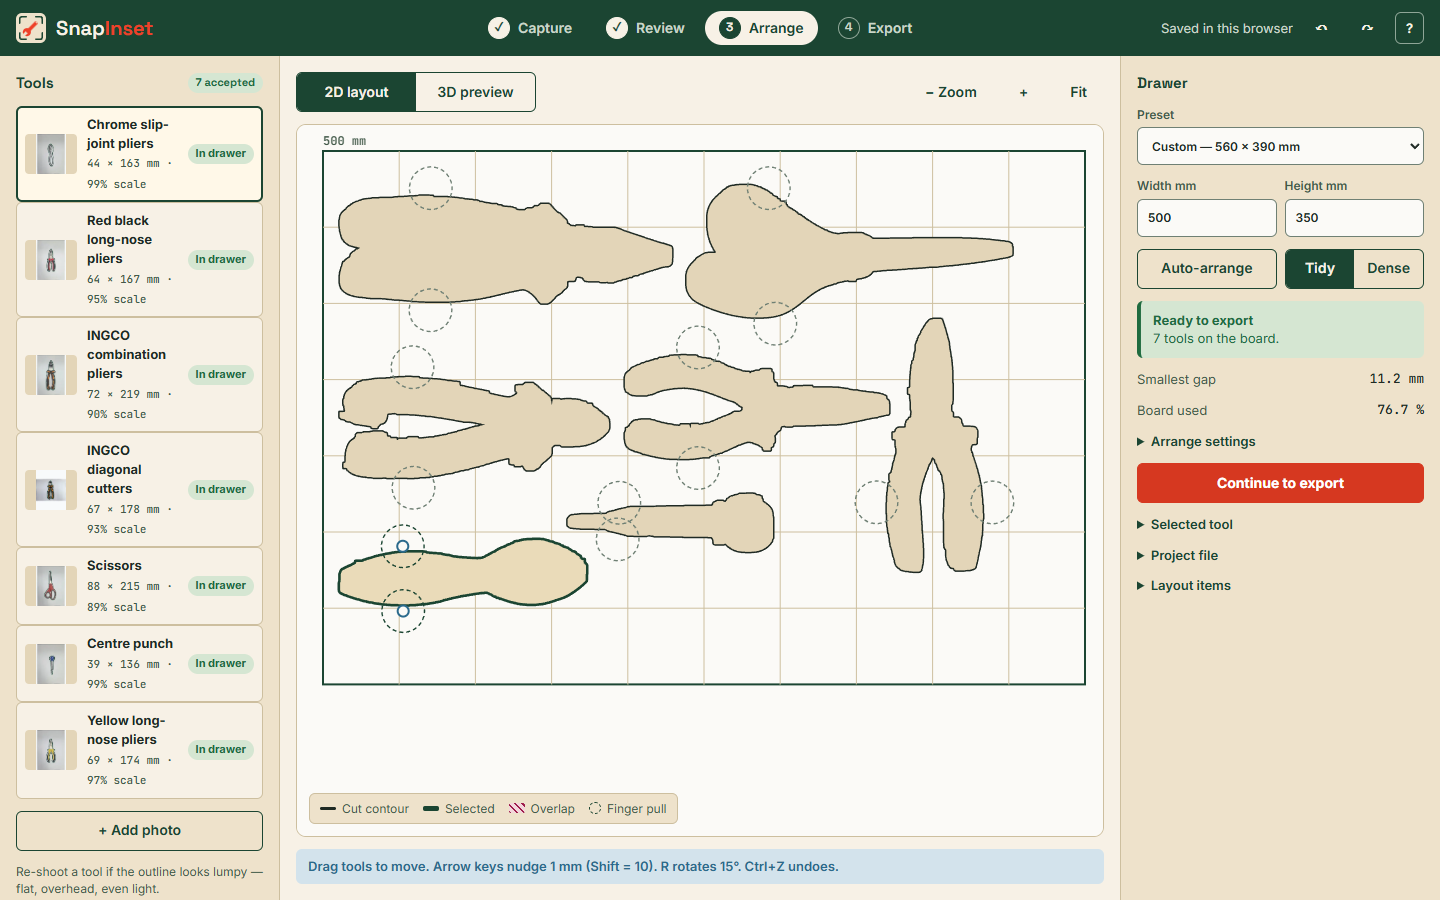 SnapInset
✓ Capture
✓ Review
3 Arrange
4 Export
Saved in this browser
?
Tools
7 accepted
Chrome slip-
joint pliers
44 × 163 mm ·
99% scale
In drawer
Red black
long-nose
pliers
64 × 167 mm ·
95% scale
In drawer
INGCO
combination
pliers
72 × 219 mm ·
90% scale
In drawer
INGCO
diagonal
cutters
67 × 178 mm ·
93% scale
In drawer
Scissors
88 × 215 mm ·
89% scale
In drawer
Centre punch
39 × 136 mm ·
99% scale
In drawer
Yellow long-
nose pliers
69 × 174 mm ·
97% scale
In drawer
+ Add photo
Re-shoot a tool if the outline looks lumpy —
flat, overhead, even light.
2D layout
3D preview
− Zoom
+
Fit
500 mm
Cut contour
Selected
Overlap
Finger pull
Drag tools to move. Arrow keys nudge 1 mm (Shift = 10). R rotates 15°. Ctrl+Z undoes.
Drawer
Preset
Custom — 560 × 390 mm
Width mm
Height mm
500
350
Auto-arrange
Tidy
Dense
Ready to export
7 tools on the board.
Smallest gap
11.2 mm
Board used
76.7 %
Arrange settings
Continue to export
Selected tool
Project file
Layout items